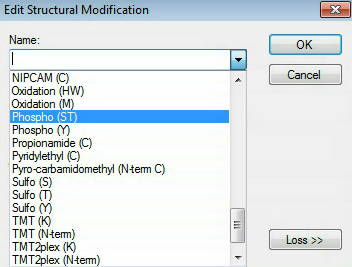 Edit Structural Modification
Name:
OK
Cancel
NIPCAM (C)
Oxidation (HW)
Oxidation (M)
Phospho (ST)
Phospho (Y)
Propionamide (C)
Pyridylethyl (C)
Pyro-carbamidomethyl (N-term C)
Sulfo (S)
Sulfo (T)
Sulfo (Y)
TMT (K)
TMT (N-term)
TMT2plex (K)
TMT2plex (N-term)
Loss >>